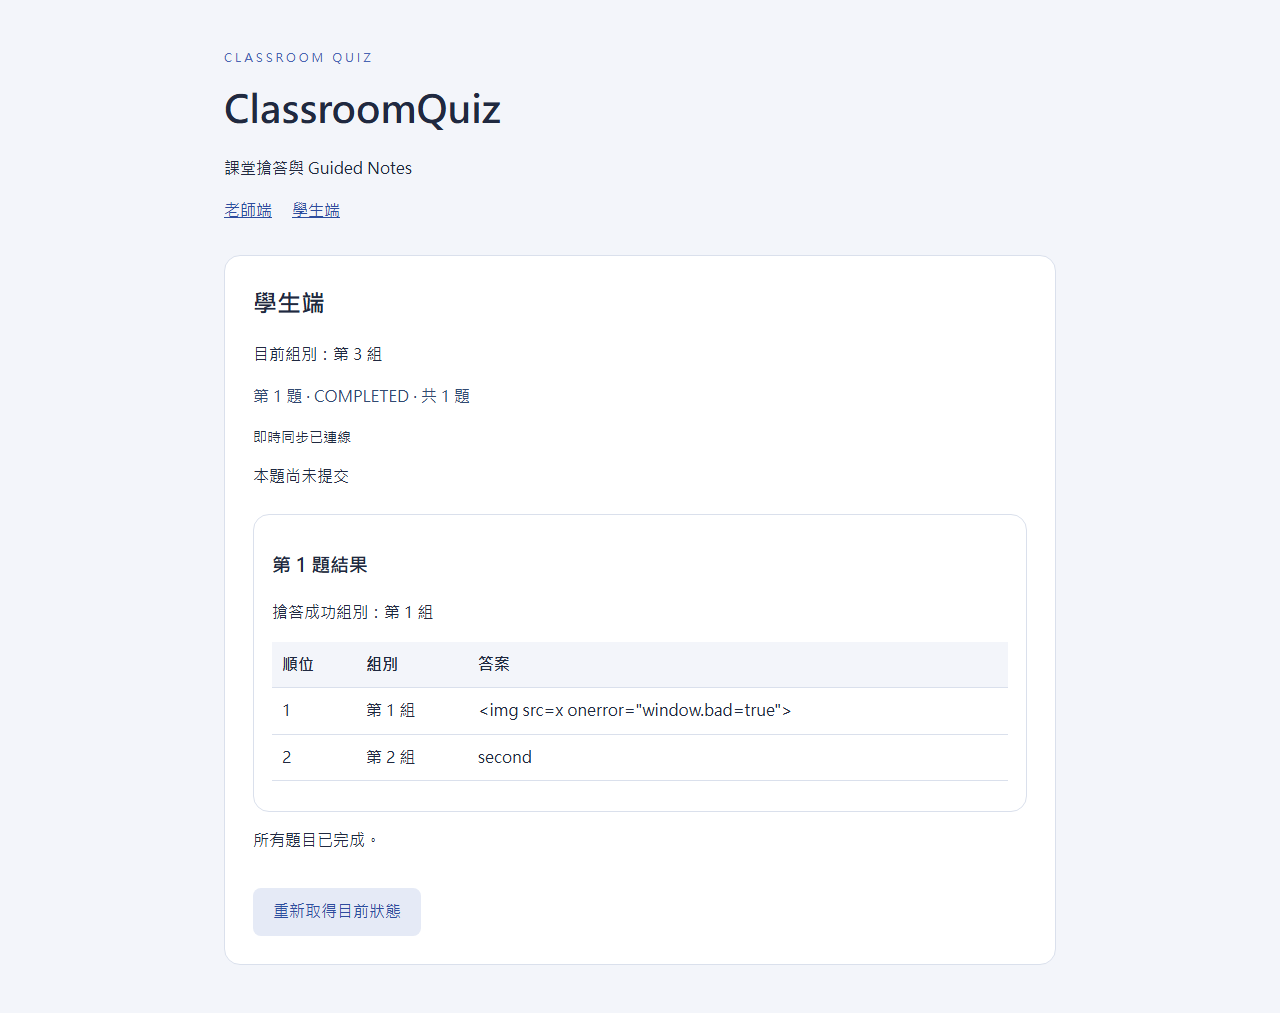 CLASSROOM QUIZ
ClassroomQuiz
課堂搶答與 Guided Notes
老師端 學生端
學生端
目前組別：第 3 組
第 1 題 · COMPLETED · 共 1 題
即時同步已連線
本題尚未提交
第 1 題結果
搶答成功組別：第 1 組
順位 組別 答案
1 第 1 組 <img src=x onerror="window.bad=true">
2 第 2 組 second
所有題目已完成。
重新取得目前狀態